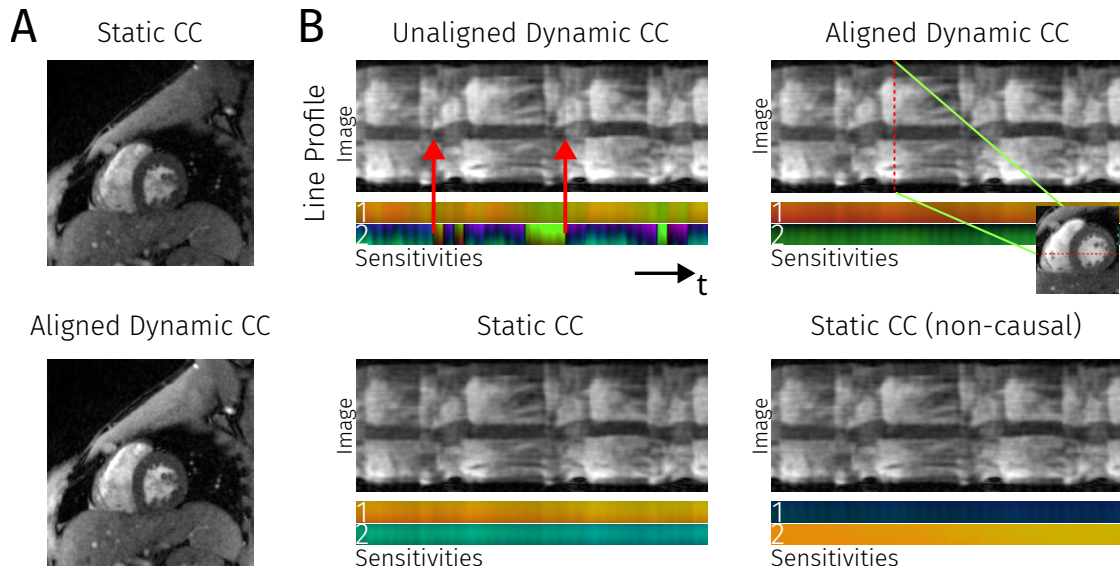 A
Static CC
Aligned Dynamic CC
B
Unaligned Dynamic CC
Aligned Dynamic CC
Line Profile
Image
1
2
Sensitivities
t
Image
1
2
Sensitivities
Static CC
Static CC (non-causal)
Image
1
2
Sensitivities
Image
1
2
Sensitivities